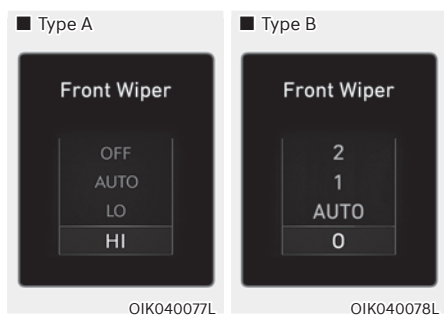 ■ Type A
Front Wiper
OFF
AUTO
LO
HI
OIK040077L
■ Type B
Front Wiper
2
1
AUTO
0
OIK040078L